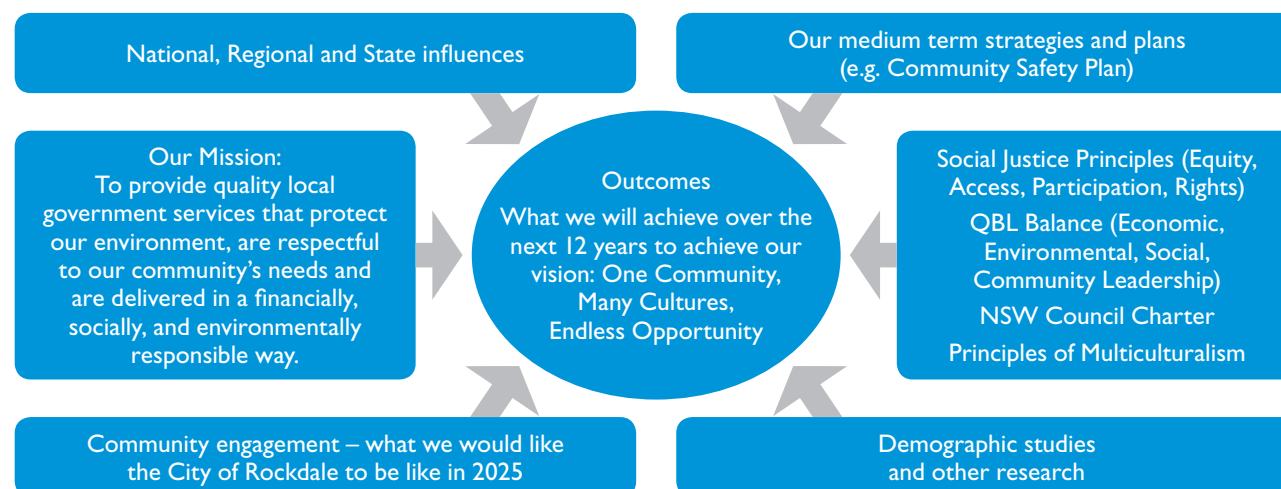 National, Regional and State influences
Our medium term strategies and plans
(e.g. Community Safety Plan)
Our Mission:
To provide quality local
government services that protect
our environment, are respectful
to our community’s needs and
are delivered in a financially,
socially, and environmentally
responsible way.
Outcomes
What we will achieve over the
next 12 years to achieve our
vision: One Community,
Many Cultures,
Endless Opportunity
Social Justice Principles (Equity,
Access, Participation, Rights)
QBL Balance (Economic,
Environmental, Social,
Community Leadership)
NSW Council Charter
Principles of Multiculturalism
Community engagement – what we would like
the City of Rockdale to be like in 2025
Demographic studies
and other research